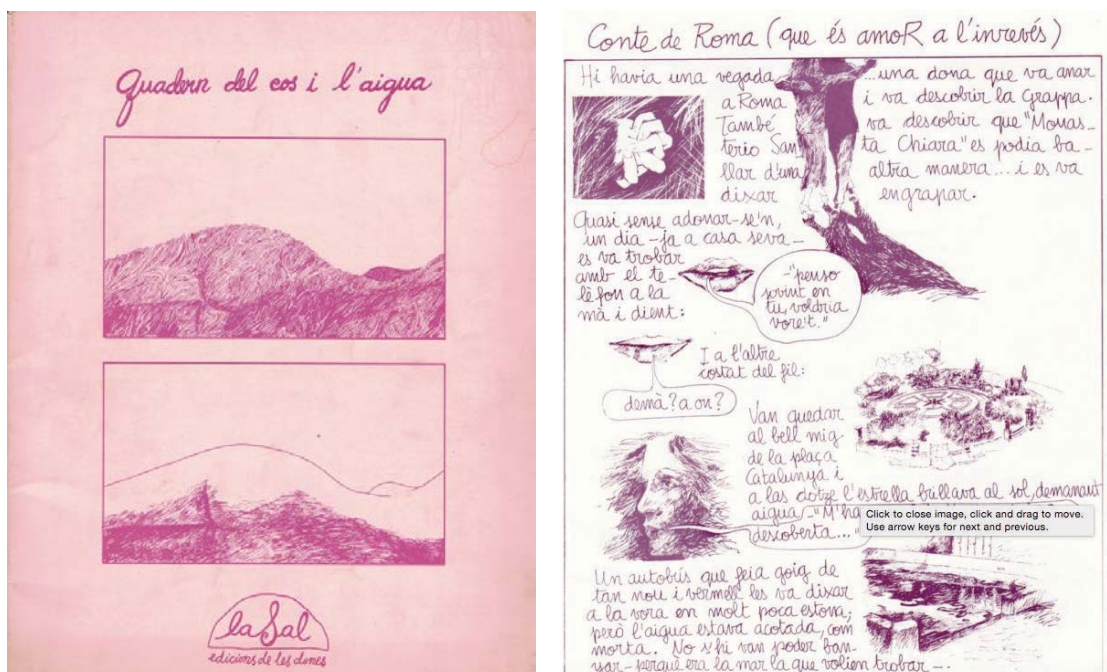 Quadern del cos i l'aigua
la Sal
edicions de les dones
Conte de Roma (que és amoR a l'inrevés)
Hi havia una vegada
...una dona que va anar
a Roma
i va descobrir la Grappa.
També
va descobrir que "Monas-
terio San
ta Chiara" es podia ba-
llar d'una
altra manera... i es va
dixar
engrapar.
Quasi sense adonar-se'n,
un dia - ja a casa seva -
es va trobar
amb el te-
lèfon a la
mà i dient:
-"penso
sovint en
tu, voldria
vore't."
I a l'altre
costat del fil:
demà? a on?
Van quedar
al bell mig
de la plaça
Catalunya i
a las dotze l'estrella brillava al sol, demanant
aigua - "M'ha
descoberta..."
Click to close image, click and drag to move.
Use arrow keys for next and previous.
Un autobús que feia goig de
tan nou i vermell les va dixar
a la vora en molt poca estona;
però l'aigua estava acotada, com
morta. No s'hi van poder ban-
yar - perquè era la mar la que volien trobar -.